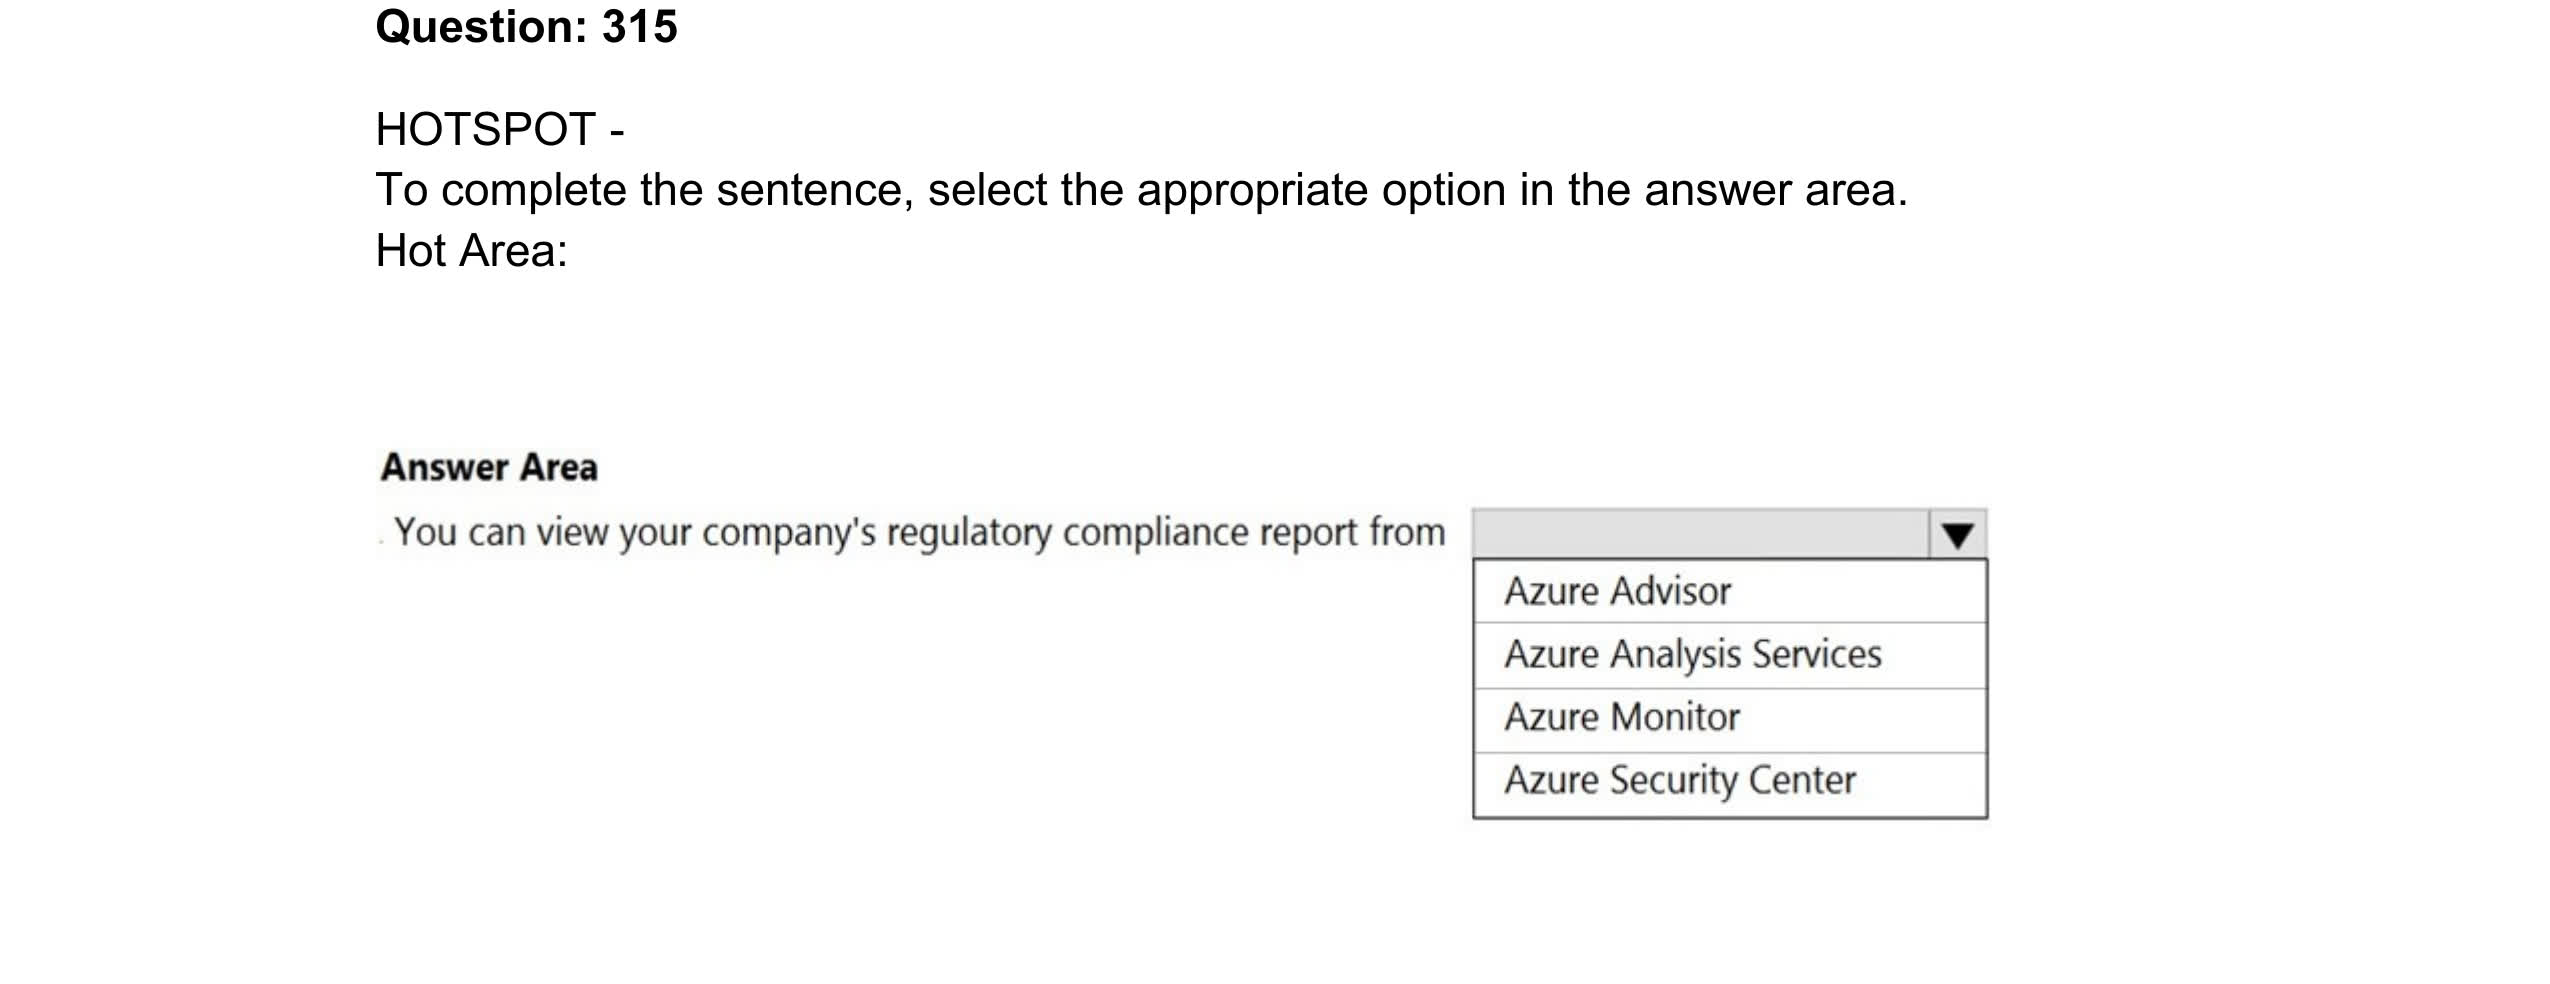 Question: 315
HOTSPOT -
To complete the sentence, select the appropriate option in the answer area.
Hot Area:
Answer Area
You can view your company's regulatory compliance report from
Azure Advisor
Azure Analysis Services
Azure Monitor
Azure Security Center